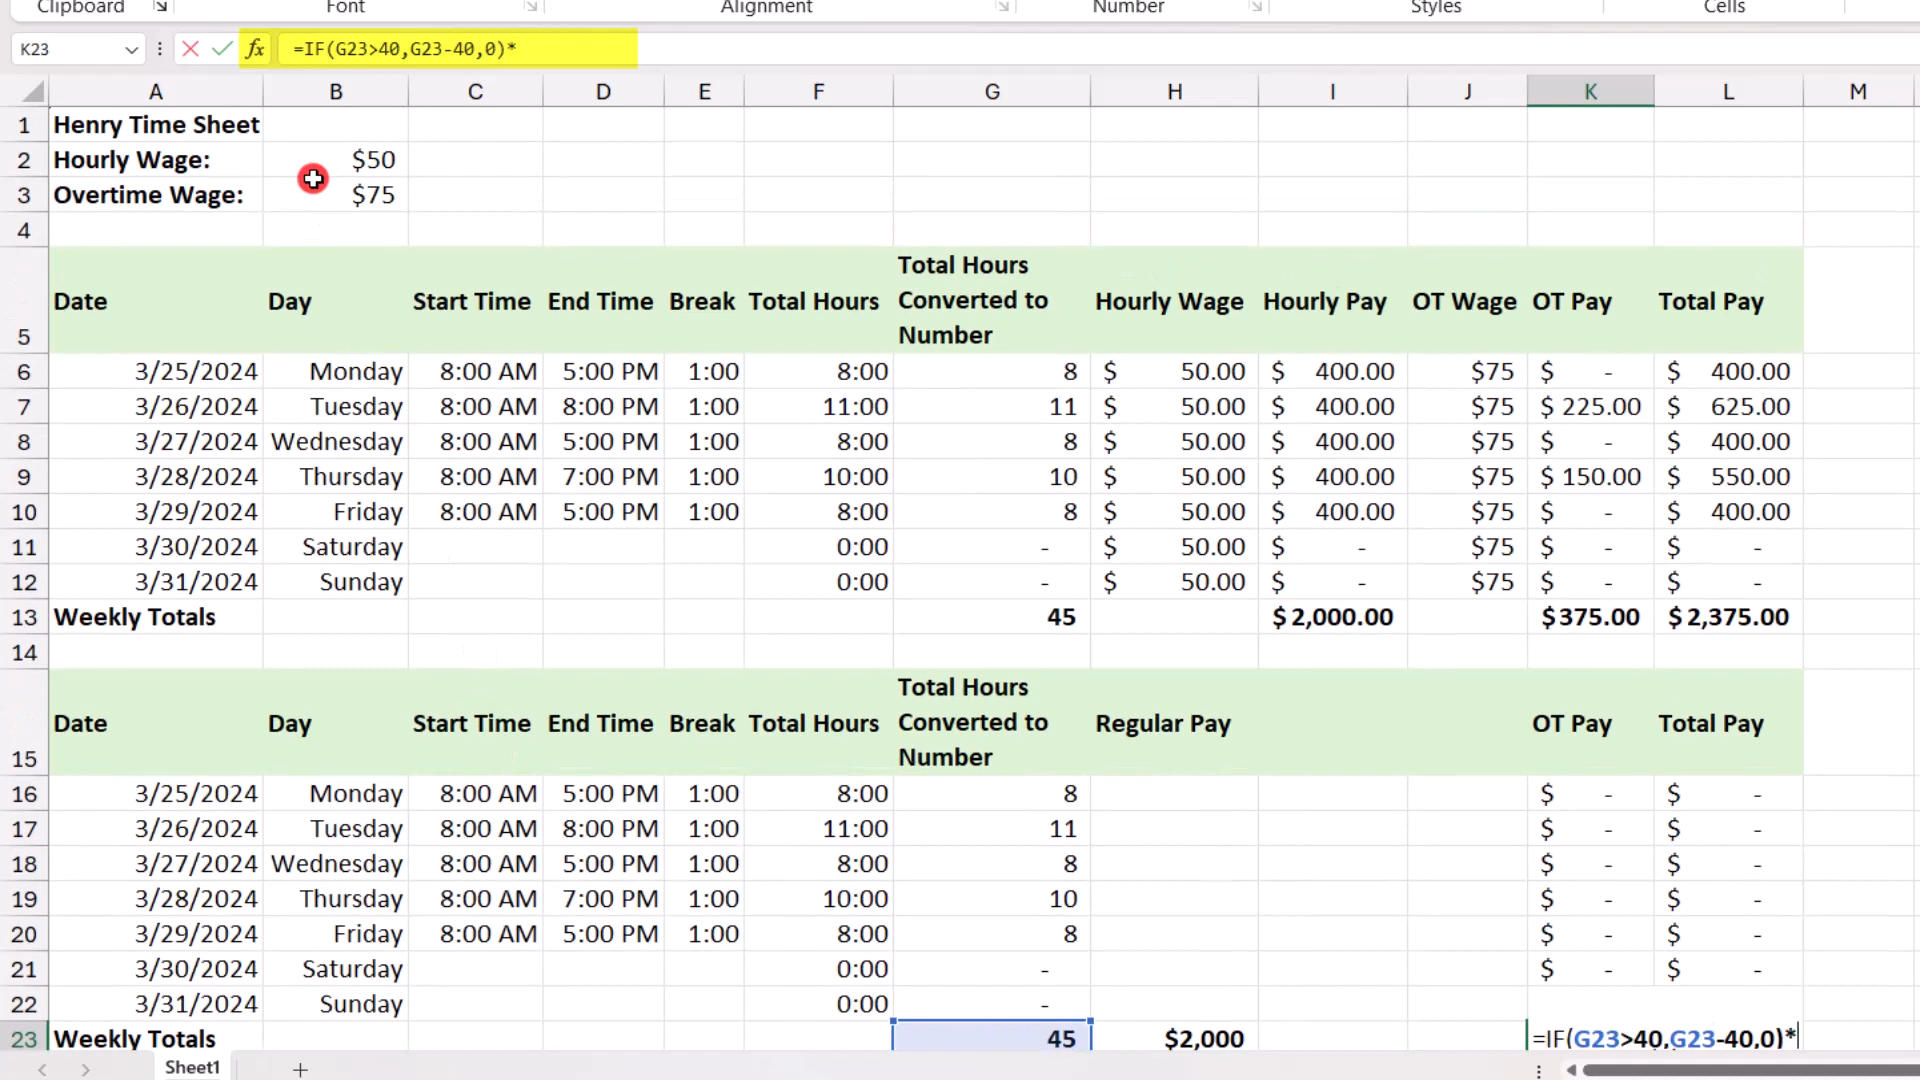 Clipboard Font Alignment Number Styles Cells
K23 fx =IF(G23>40,G23-40,0)*
A B C D E F G H I J K L M
1 Henry Time Sheet
2 Hourly Wage: $50
3 Overtime Wage: $75
4
Total Hours
Converted to
Number
5 Date Day Start Time End Time Break Total Hours Hourly Wage Hourly Pay OT Wage OT Pay Total Pay
6 3/25/2024 Monday 8:00 AM 5:00 PM 1:00 8:00 8 $ 50.00 $ 400.00 $75 $ - $ 400.00
7 3/26/2024 Tuesday 8:00 AM 8:00 PM 1:00 11:00 11 $ 50.00 $ 400.00 $75 $ 225.00 $ 625.00
8 3/27/2024 Wednesday 8:00 AM 5:00 PM 1:00 8:00 8 $ 50.00 $ 400.00 $75 $ - $ 400.00
9 3/28/2024 Thursday 8:00 AM 7:00 PM 1:00 10:00 10 $ 50.00 $ 400.00 $75 $ 150.00 $ 550.00
10 3/29/2024 Friday 8:00 AM 5:00 PM 1:00 8:00 8 $ 50.00 $ 400.00 $75 $ - $ 400.00
11 3/30/2024 Saturday 0:00 - $ 50.00 $ - $75 $ - $ -
12 3/31/2024 Sunday 0:00 - $ 50.00 $ - $75 $ - $ -
13 Weekly Totals 45 $2,000.00 $375.00 $2,375.00
14
Total Hours
Converted to
Number
15 Date Day Start Time End Time Break Total Hours Regular Pay OT Pay Total Pay
16 3/25/2024 Monday 8:00 AM 5:00 PM 1:00 8:00 8 $ - $ -
17 3/26/2024 Tuesday 8:00 AM 8:00 PM 1:00 11:00 11 $ - $ -
18 3/27/2024 Wednesday 8:00 AM 5:00 PM 1:00 8:00 8 $ - $ -
19 3/28/2024 Thursday 8:00 AM 7:00 PM 1:00 10:00 10 $ - $ -
20 3/29/2024 Friday 8:00 AM 5:00 PM 1:00 8:00 8 $ - $ -
21 3/30/2024 Saturday 0:00 - $ - $ -
22 3/31/2024 Sunday 0:00 -
23 Weekly Totals 45 $2,000 =IF(G23>40,G23-40,0)*
Sheet1